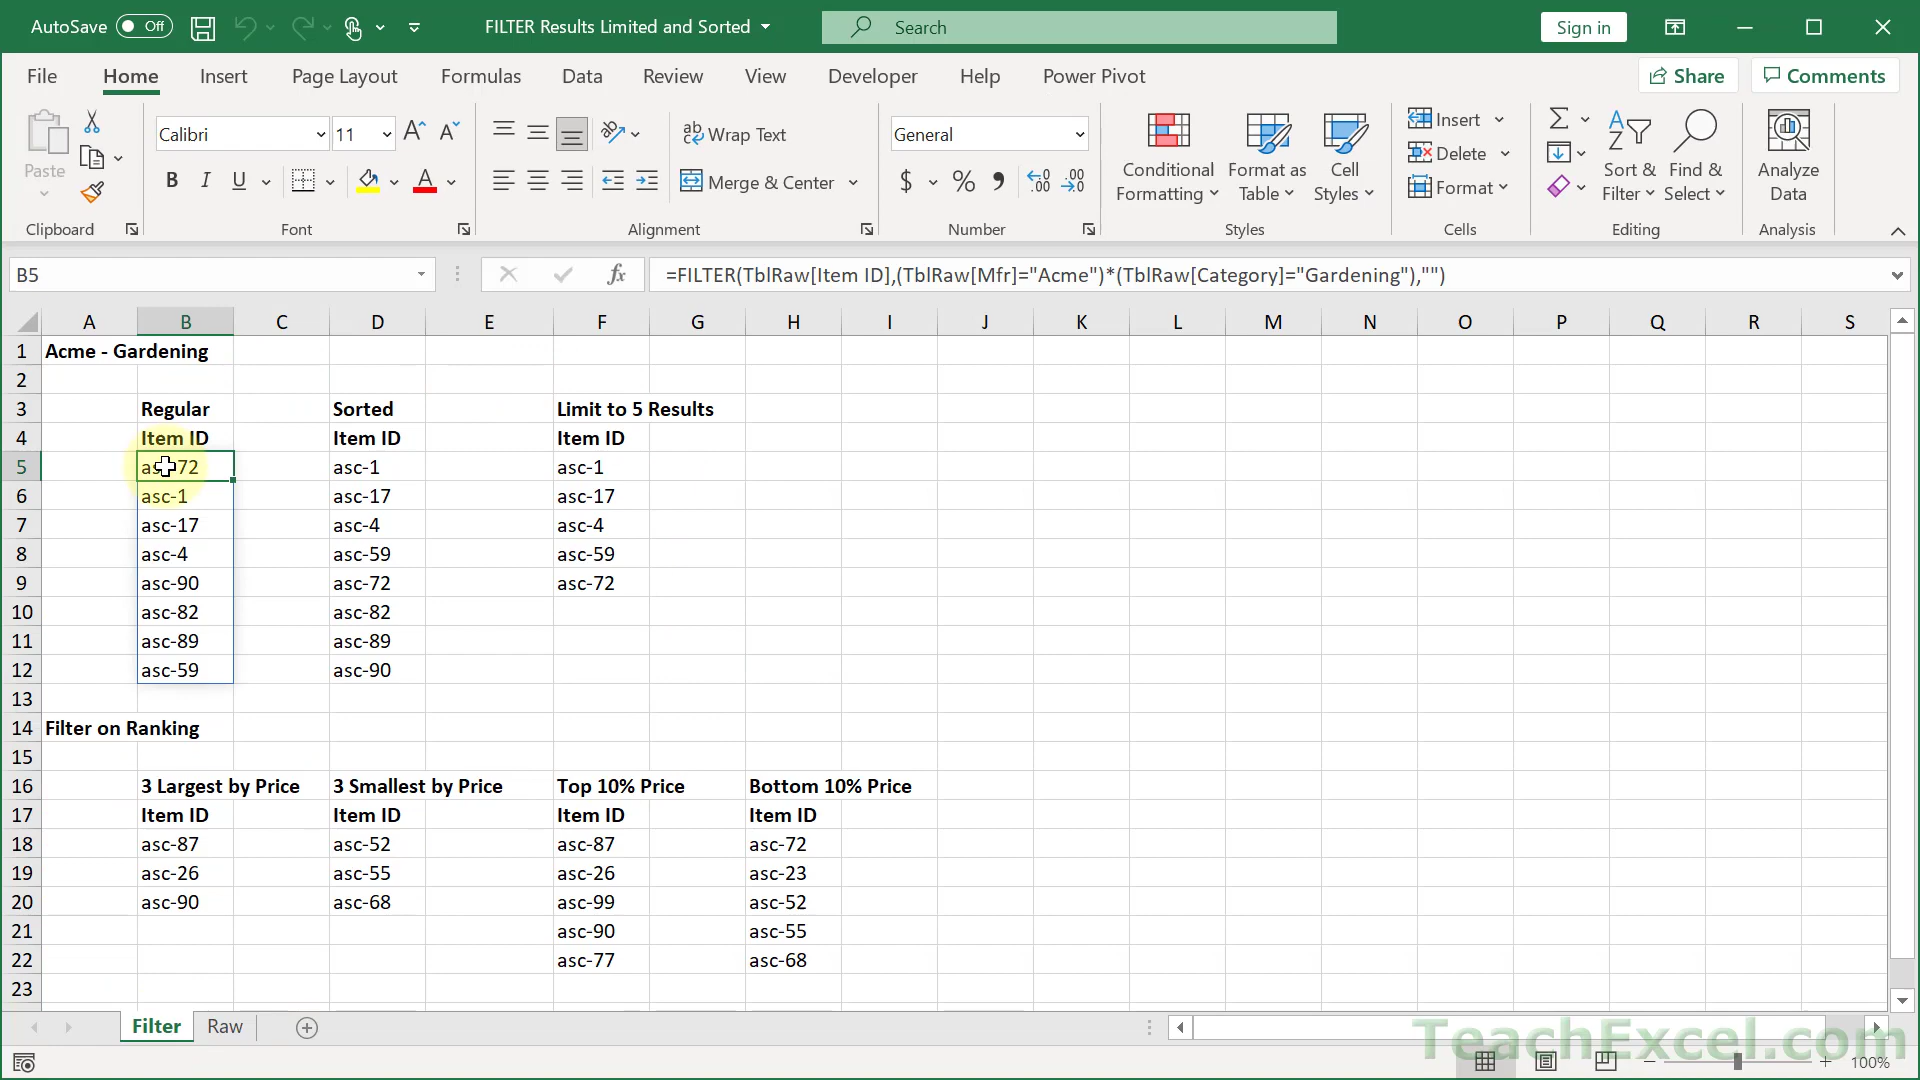 AutoSave Off FILTER Results Limited and Sorted Search Sign in
File Home Insert Page Layout Formulas Data Review View Developer Help Power Pivot Share Comments
Paste Calibri 11 Wrap Text General Conditional Formatting Format as Table Cell Styles Insert Delete Format Sort & Filter Find & Select Analyze Data
B I U A Merge & Center $ %
Clipboard Font Alignment Number Styles Cells Editing Analysis
B5 fx =FILTER(TblRaw[Item ID],(TblRaw[Mfr]="Acme")*(TblRaw[Category]="Gardening"),"")
A B C D E F G H I J K L M N O P Q R S
1 Acme - Gardening
2
3 Regular Sorted Limit to 5 Results
4 Item ID Item ID Item ID
5 asc-72 asc-1 asc-1
6 asc-1 asc-17 asc-17
7 asc-17 asc-4 asc-4
8 asc-4 asc-59 asc-59
9 asc-90 asc-72 asc-72
10 asc-82 asc-82
11 asc-89 asc-89
12 asc-59 asc-90
13
14 Filter on Ranking
15
16 3 Largest by Price 3 Smallest by Price Top 10% Price Bottom 10% Price
17 Item ID Item ID Item ID Item ID
18 asc-87 asc-52 asc-87 asc-72
19 asc-26 asc-55 asc-26 asc-23
20 asc-90 asc-68 asc-99 asc-52
21 asc-90 asc-55
22 asc-77 asc-68
23
Filter Raw
TeachExcel.com
100%